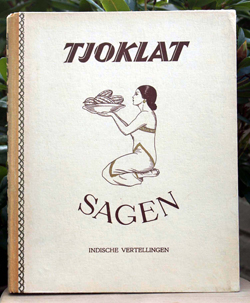 TJOKLAT
SAGEN
INDISCHE VERTELLINGEN